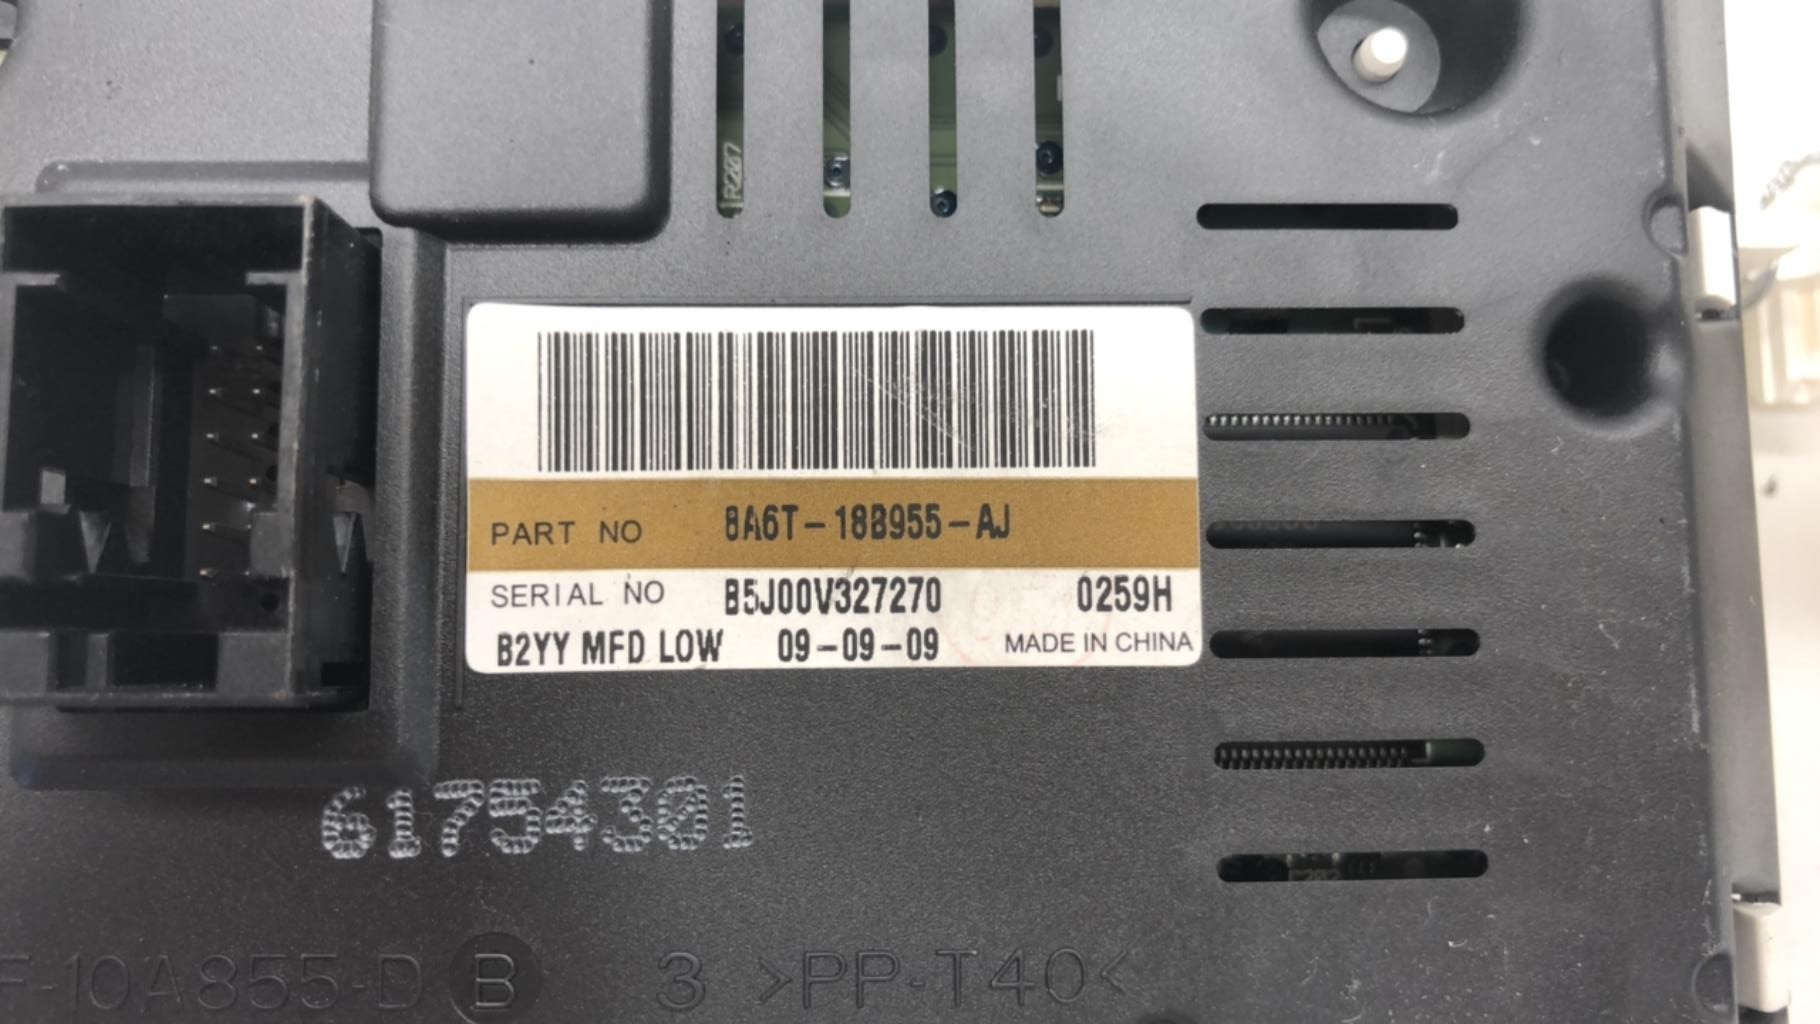 R207
PART NO 8A6T-18B955-AJ
SERIAL NO B5J00V327270 0259H
B2YY MFD LOW 09-09-09 MADE IN CHINA
61754301
F-10A855-D B 3 >PP-T40<